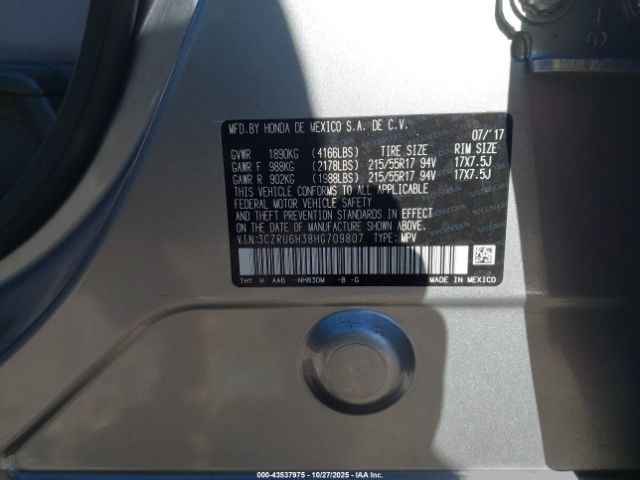 MFD.BY HONDA DE MEXICO S.A. DE C.V.
07/'17
GVWR 1890KG (4166LBS) TIRE SIZE RIM SIZE
GAWR F 988KG (2178LBS) 215/55R17 94V 17X7.5J
GAWR R 902KG (1988LBS) 215/55R17 94V 17X7.5J
THIS VEHICLE CONFORMS TO ALL APPLICABLE
FEDERAL MOTOR VEHICLE SAFETY
AND THEFT PREVENTION STANDARDS IN EFFECT
ON THE DATE OF MANUFACTURE SHOWN ABOVE.
V.I.N:3CZRU6H38HG709807 TYPE: MPV
THY H AA6 -NH830M -B -G MADE IN MEXICO
© 43537975 | 10/27/2025 | IAA, Inc.